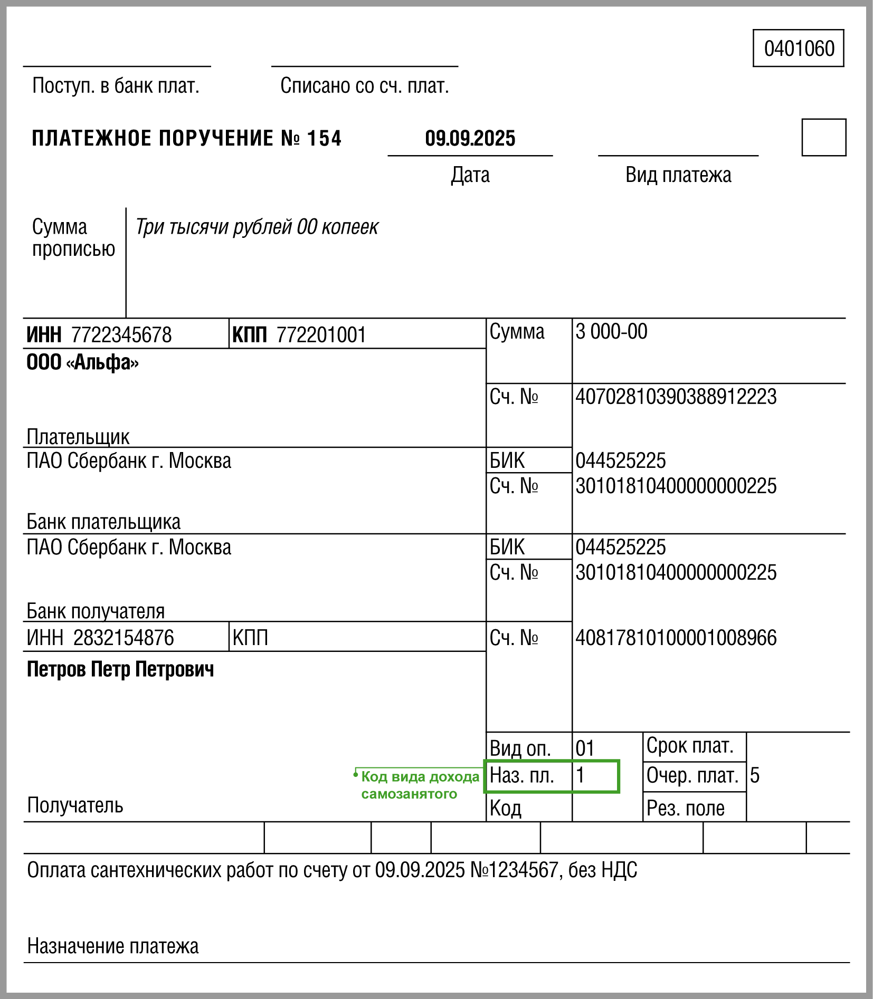 0401060
Поступ. в банк плат. Списано со сч. плат.
ПЛАТЕЖНОЕ ПОРУЧЕНИЕ № 154 09.09.2025
Дата Вид платежа
Сумма прописью Три тысячи рублей 00 копеек
ИНН 7722345678 КПП 772201001 Сумма 3 000-00
ООО «Альфа»
Сч. № 40702810390388912223
Плательщик
ПАО Сбербанк г. Москва БИК 044525225
Сч. № 30101810400000000225
Банк плательщика
ПАО Сбербанк г. Москва БИК 044525225
Сч. № 30101810400000000225
Банк получателя
ИНН 2832154876 КПП Сч. № 40817810100001008966
Петров Петр Петрович
Вид оп. 01 Срок плат.
Код вида дохода самозанятого Наз. пл. 1 Очер. плат. 5
Получатель Код Рез. поле
Оплата сантехнических работ по счету от 09.09.2025 №1234567, без НДС
Назначение платежа